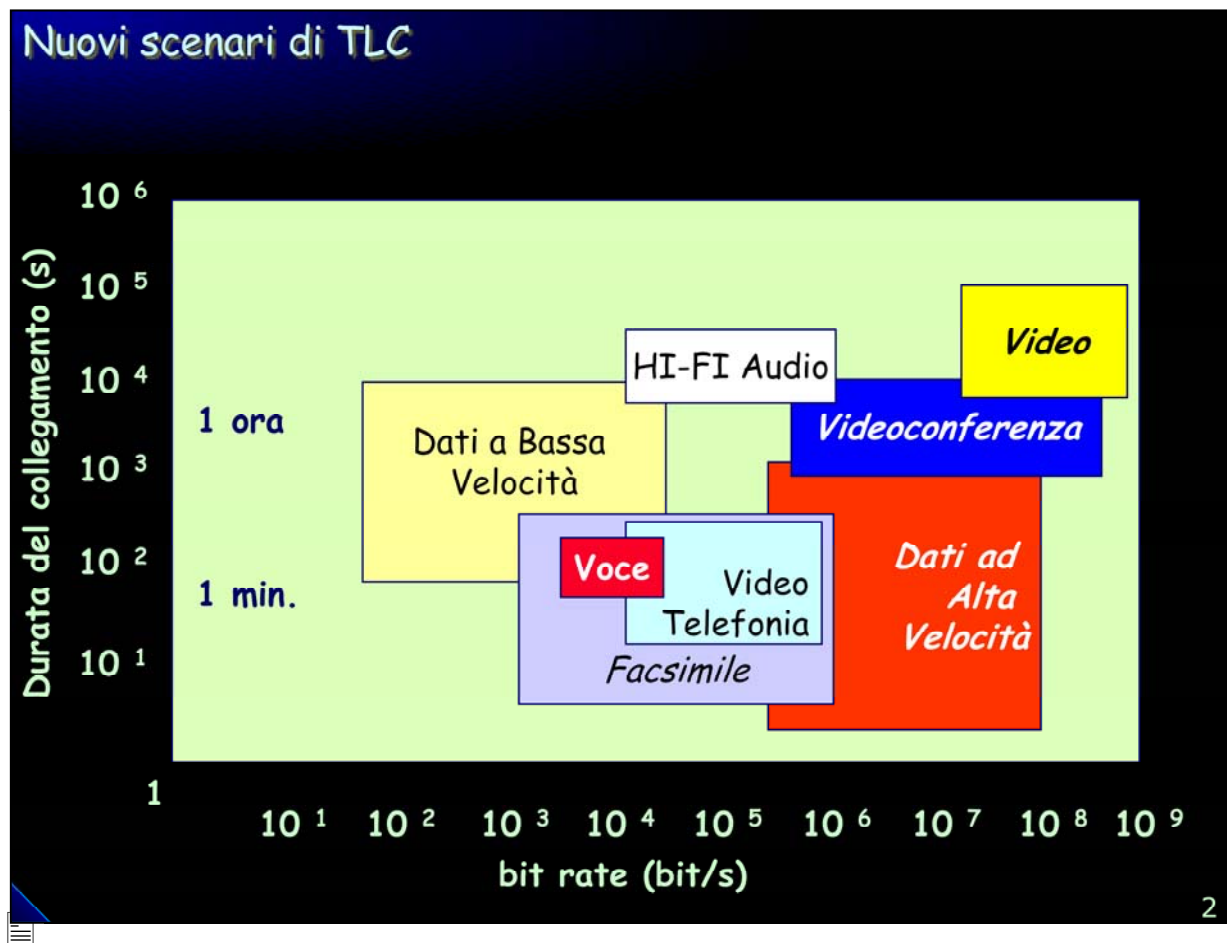 Nuovi scenari di TLC
Durata del collegamento (s)
10 6
10 5
10 4
10 3
10 2
10 1
1
1 ora
1 min.
HI-FI Audio
Video
Videoconferenza
Dati a Bassa
Velocità
Voce
Video
Telefonia
Facsimile
Dati ad
Alta
Velocità
10 1 10 2 10 3 10 4 10 5 10 6 10 7 10 8 10 9
bit rate (bit/s)
2